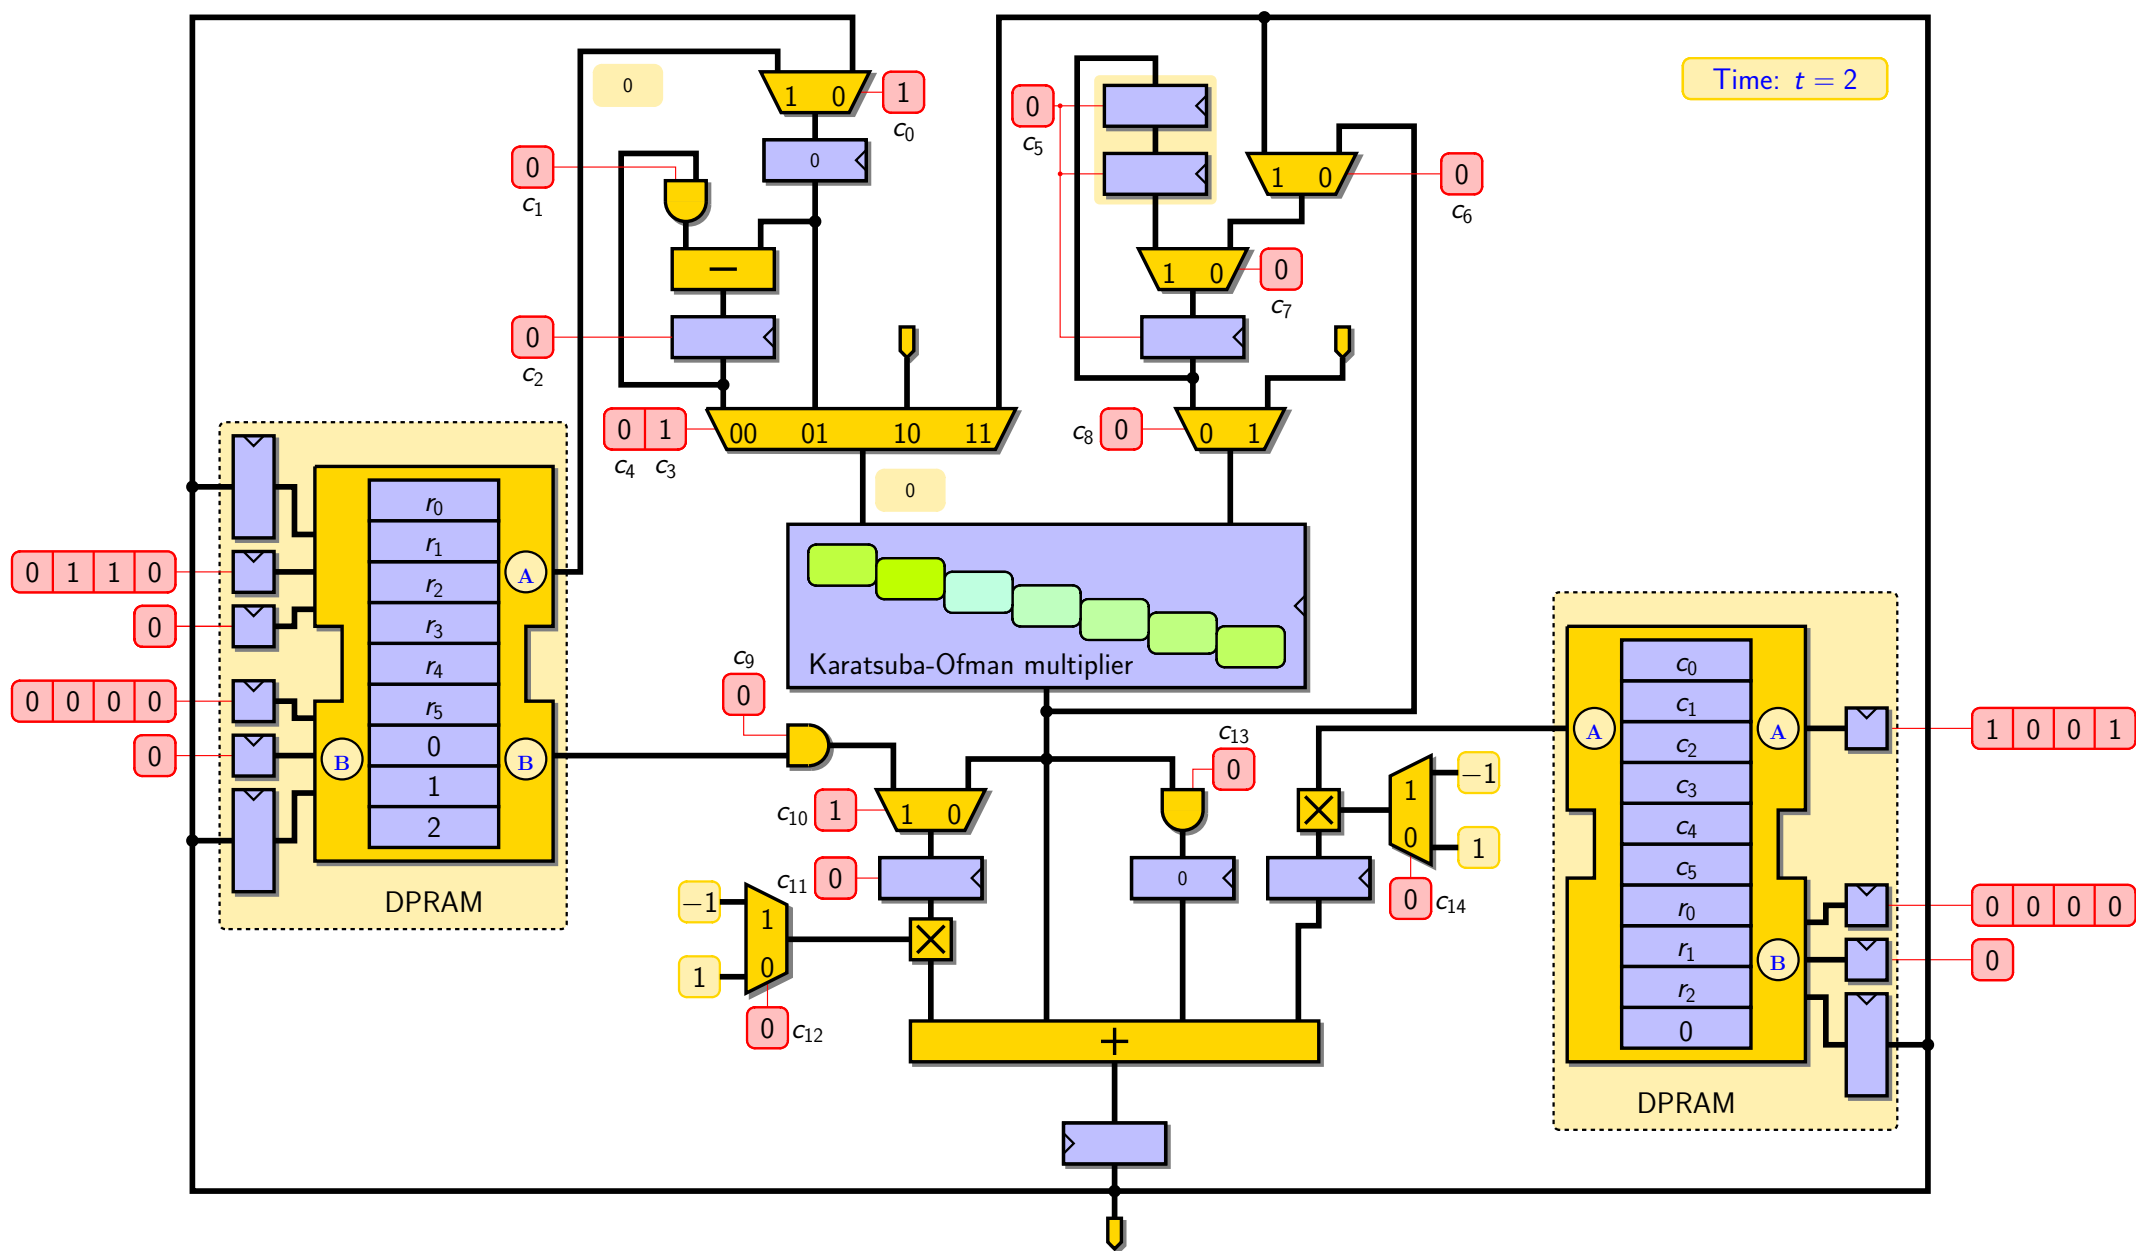 Time: t = 2
0
1 0
1
c0
0
c1
0
−
0
c2
0
c5
1 0
0
c6
1 0
0
c7
0 1
c4 c3
00 01 10 11
c8
0
0 1
0
Karatsuba-Ofman multiplier
r0
r1
r2
r3
r4
r5
0
1
2
A
B
B
DPRAM
0 1 1 0
0
0 0 0 0
0
c9
0
c10
1
1 0
c11
0
−1
1
1
0
0
c12
×
c13
0
0
×
1
0
−1
1
0
c14
+
A
A
B
c0
c1
c2
c3
c4
c5
r0
r1
r2
0
DPRAM
1 0 0 1
0 0 0 0
0